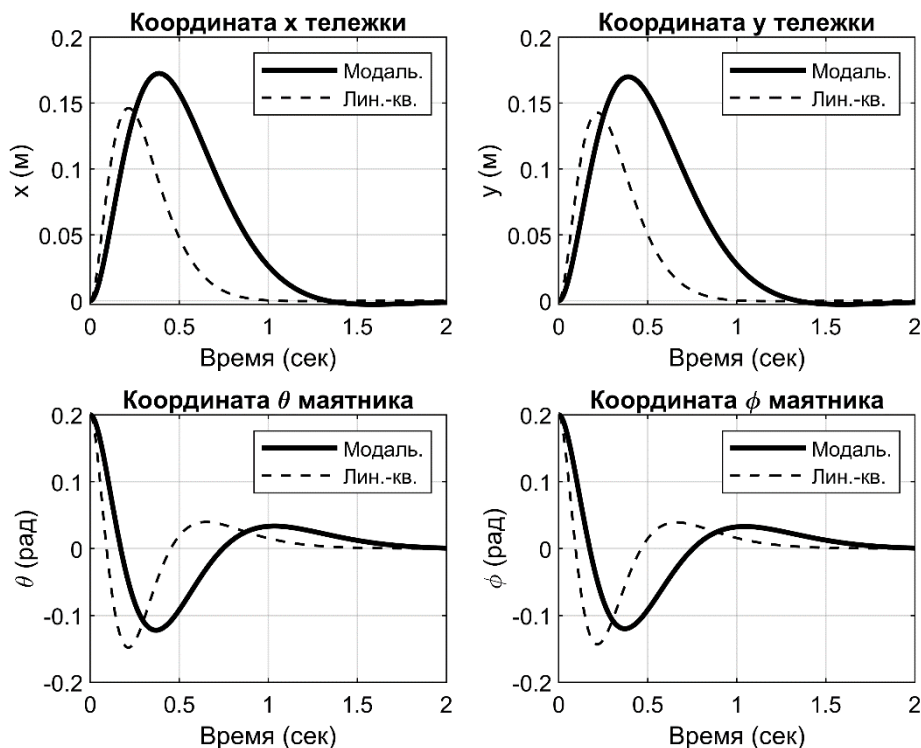 Координата x тележки
0.2
0.15
0.1
0.05
0
x (м)
Модаль.
Лин.-кв.
0 0.5 1 1.5 2
Время (сек)
Координата y тележки
0.2
0.15
0.1
0.05
0
y (м)
Модаль.
Лин.-кв.
0 0.5 1 1.5 2
Время (сек)
Координата θ маятника
0.2
0.1
0
-0.1
-0.2
θ (рад)
Модаль.
Лин.-кв.
0 0.5 1 1.5 2
Время (сек)
Координата ϕ маятника
0.2
0.1
0
-0.1
-0.2
ϕ (рад)
Модаль.
Лин.-кв.
0 0.5 1 1.5 2
Время (сек)